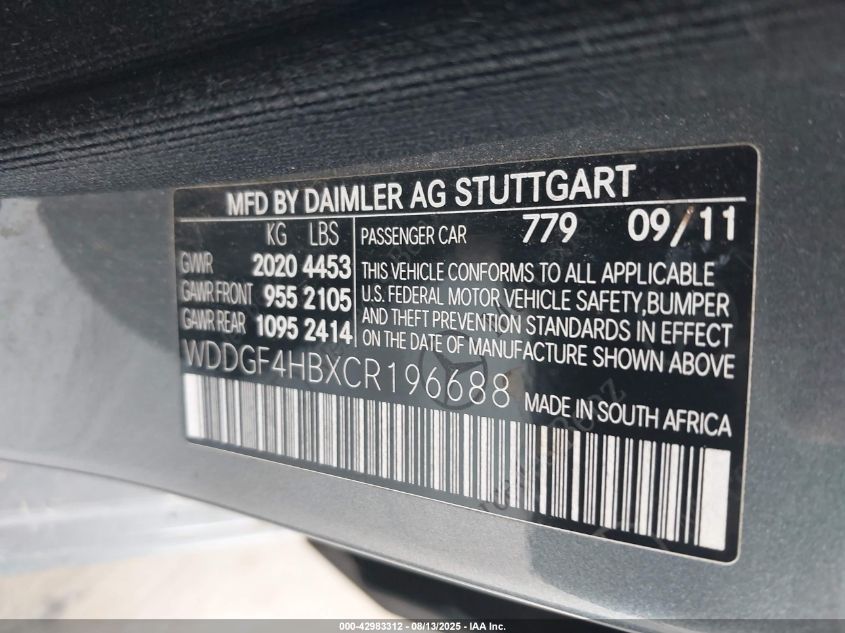 MFD BY DAIMLER AG STUTTGART
KG LBS
GVWR 2020 4453
GAWR FRONT 955 2105
GAWR REAR 1095 2414
PASSENGER CAR 779 09/11
THIS VEHICLE CONFORMS TO ALL APPLICABLE
U.S. FEDERAL MOTOR VEHICLE SAFETY, BUMPER
AND THEFT PREVENTION STANDARDS IN EFFECT
ON THE DATE OF MANUFACTURE SHOWN ABOVE
WDDGF4HBXCR196688
MADE IN SOUTH AFRICA
000-42983312 - 08/13/2025 - IAA Inc.